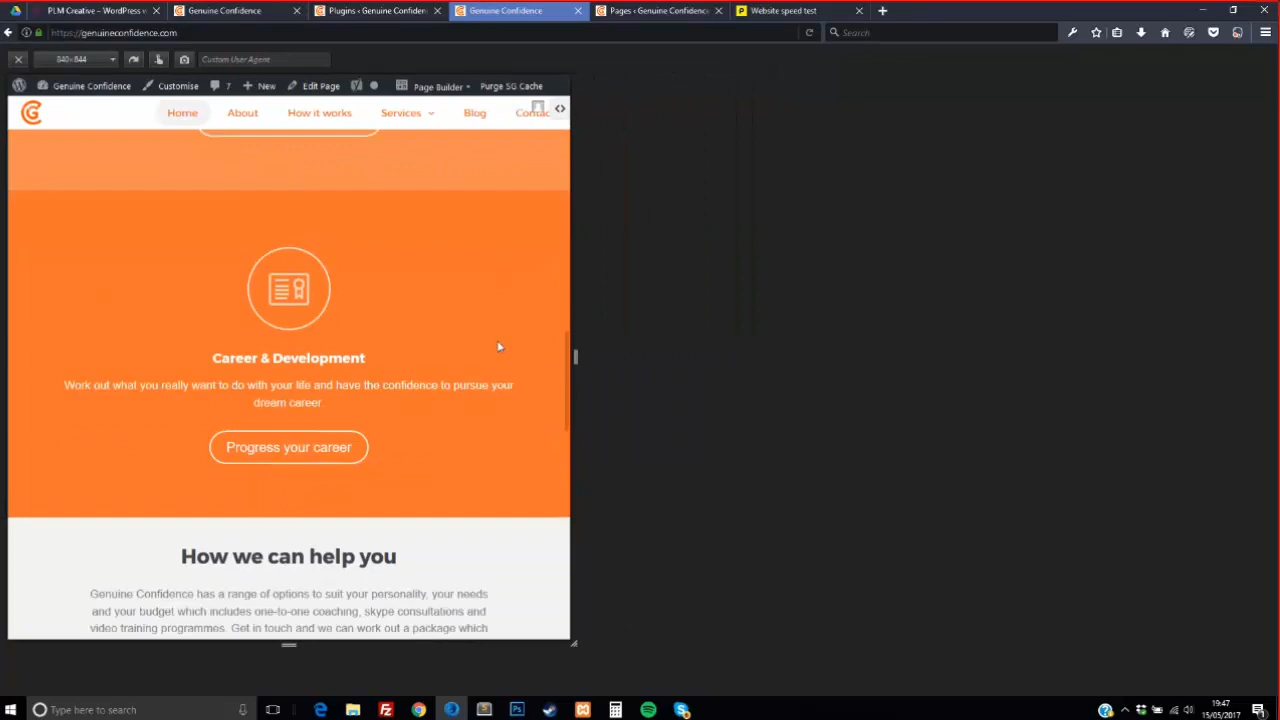 PLM Creative – WordPress v
Genuine Confidence
Plugins ‹ Genuine Confiden
Genuine Confidence
Pages ‹ Genuine Confidence
Website speed test
https://genuineconfidence.com
Search
840×844
Custom User Agent
Genuine Confidence
Customise
7
New
Edit Page
Page Builder
Purge SG Cache
Home
About
How it works
Services
Blog
Contac
Career & Development
Work out what you really want to do with your life and have the confidence to pursue your
dream career
Progress your career
How we can help you
Genuine Confidence has a range of options to suit your personality, your needs
and your budget which includes one-to-one coaching, skype consultations and
video training programmes. Get in touch and we can work out a package which
Type here to search
19:47
15/05/2017